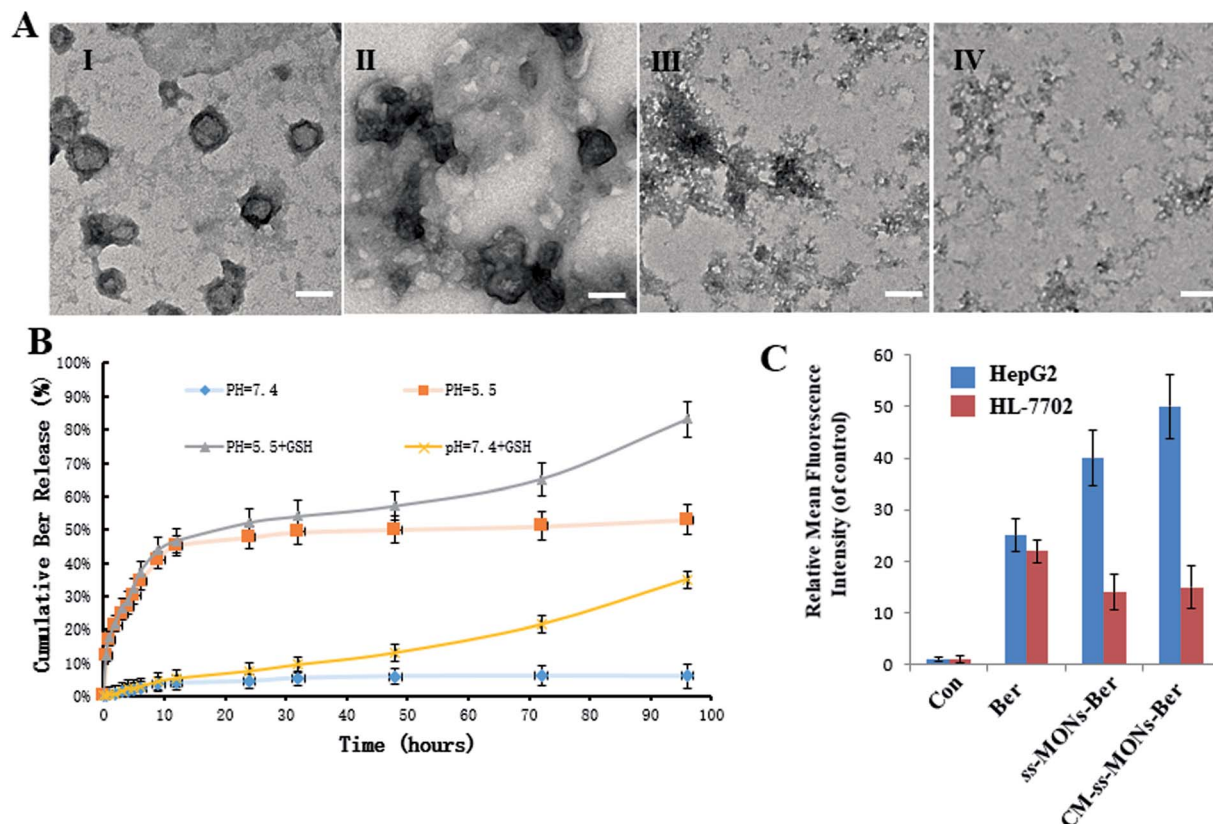 A
I
II
III
IV
B
100%
90%
80%
70%
60%
50%
40%
30%
20%
10%
0%
Cumulative Ber Release (%)
PH=7.4
PH=5.5
PH=5.5+GSH
pH=7.4+GSH
0 10 20 30 40 50 60 70 80 90 100
Time (hours)
C
Relative Mean Fluorescence
Intensity (of control)
60
50
40
30
20
10
0
HepG2
HL-7702
Con
Ber
ss-MONs-Ber
CM-ss-MONs-Ber